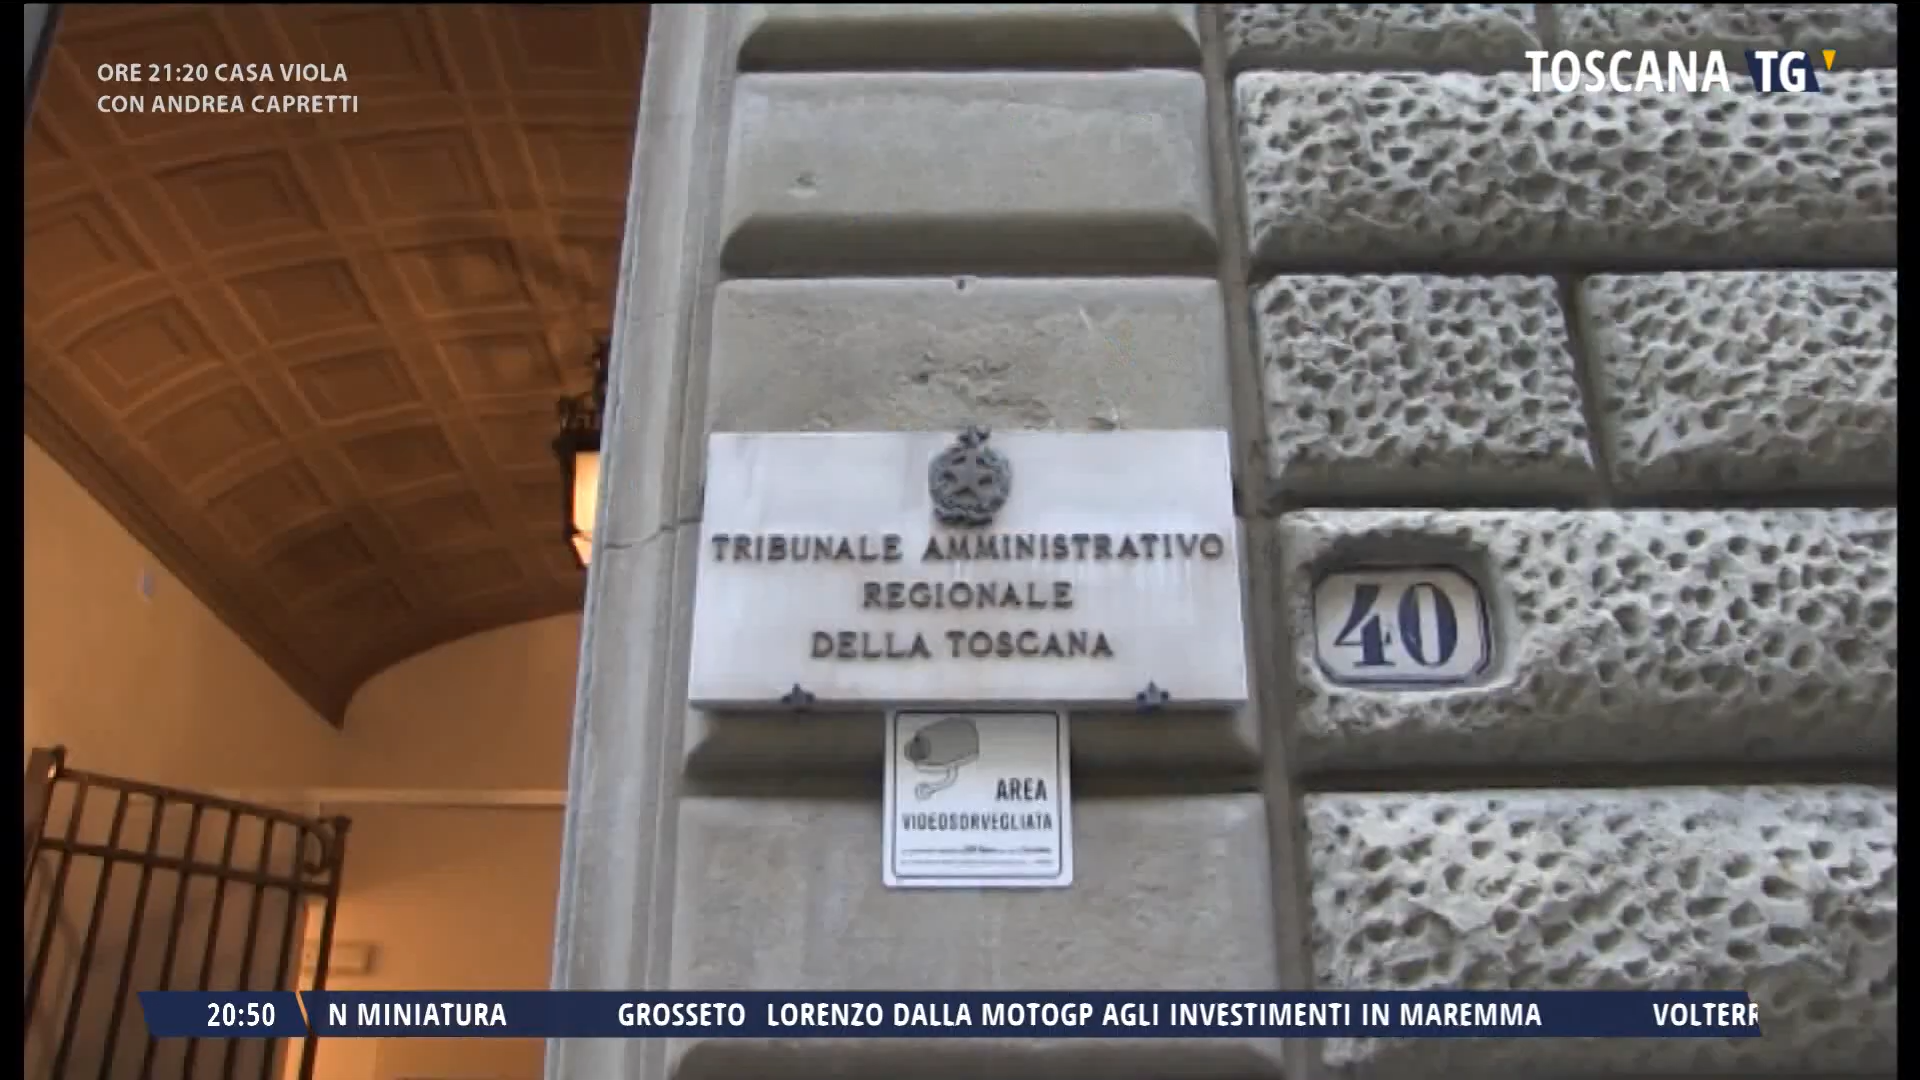 ORE 21:20 CASA VIOLA
CON ANDREA CAPRETTI
TOSCANA TG'
TRIBUNALE AMMINISTRATIVO
REGIONALE
DELLA TOSCANA
40
AREA
VIDEOSORVEGLIATA
20:50 N MINIATURA GROSSETO LORENZO DALLA MOTOGP AGLI INVESTIMENTI IN MAREMMA VOLTERR